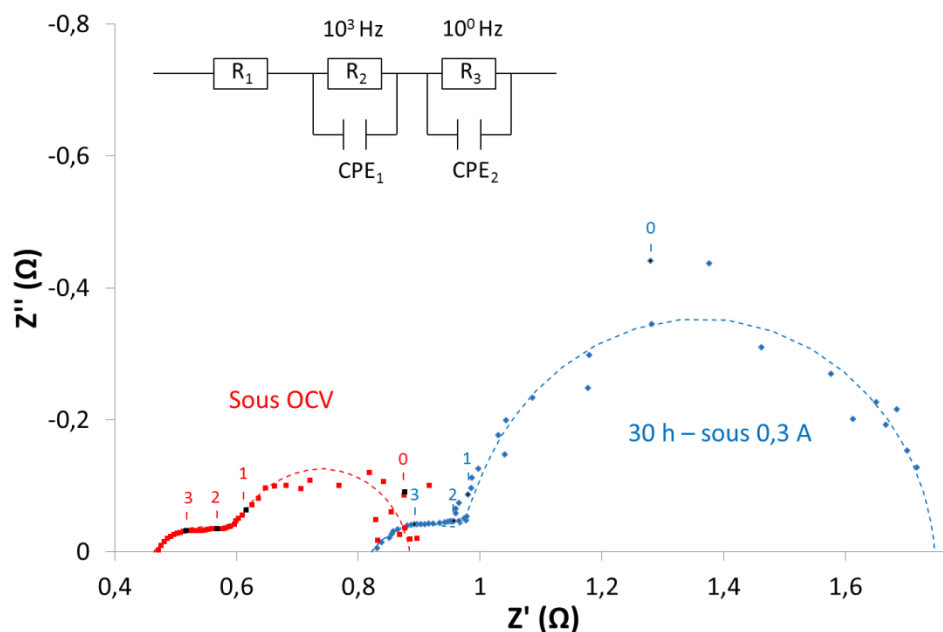 -0,8
-0,6
-0,4
-0,2
0
Z'' (Ω)
10³ Hz
10⁰ Hz
R₁
R₂
R₃
CPE₁
CPE₂
Sous OCV
3
2
1
0
30 h – sous 0,3 A
3
2
1
0
0,4
0,6
0,8
1
1,2
1,4
1,6
Z' (Ω)